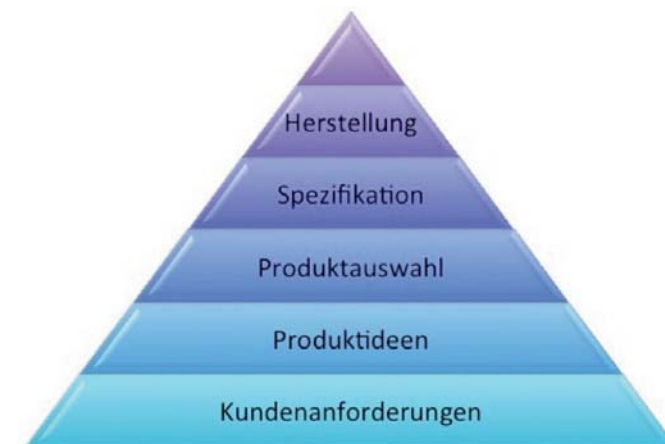 Herstellung
Spezifikation
Produktauswahl
Produktideen
Kundenanforderungen